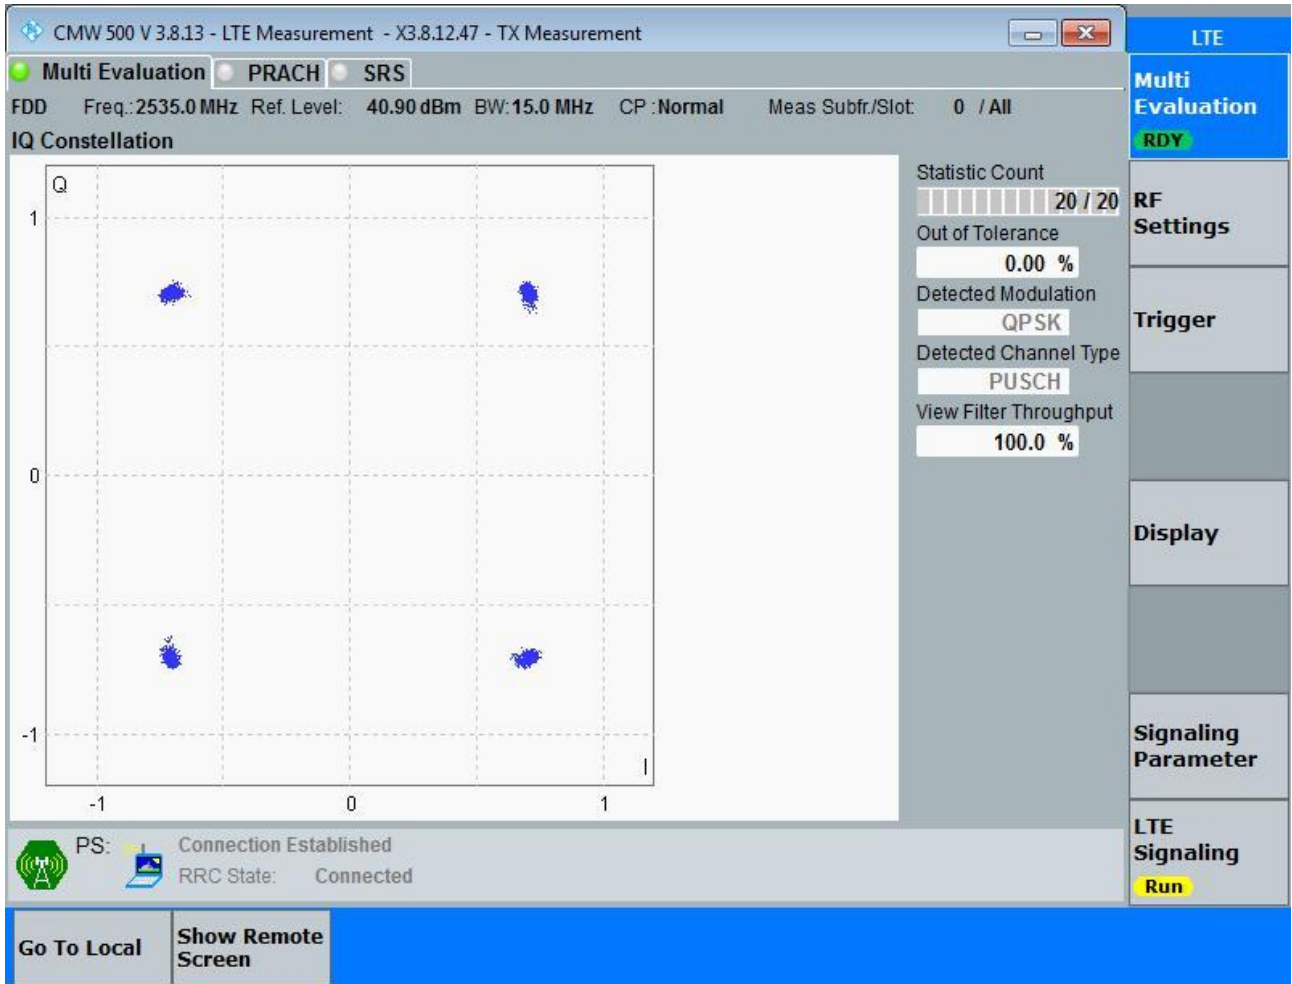 CMW 500 V 3.8.13 - LTE Measurement - X3.8.12.47 - TX Measurement
LTE
Multi Evaluation PRACH SRS
FDD Freq.: 2535.0 MHz Ref. Level: 40.90 dBm BW: 15.0 MHz CP : Normal Meas Subfr./Slot: 0 / All
IQ Constellation
Q
1
0
-1
I
-1 0 1
Statistic Count
20 / 20
Out of Tolerance
0.00 %
Detected Modulation
QPSK
Detected Channel Type
PUSCH
View Filter Throughput
100.0 %
Multi
Evaluation
RDY
RF
Settings
Trigger
Display
Signaling
Parameter
LTE
Signaling
Run
PS: Connection Established
RRC State: Connected
Go To Local
Show Remote
Screen